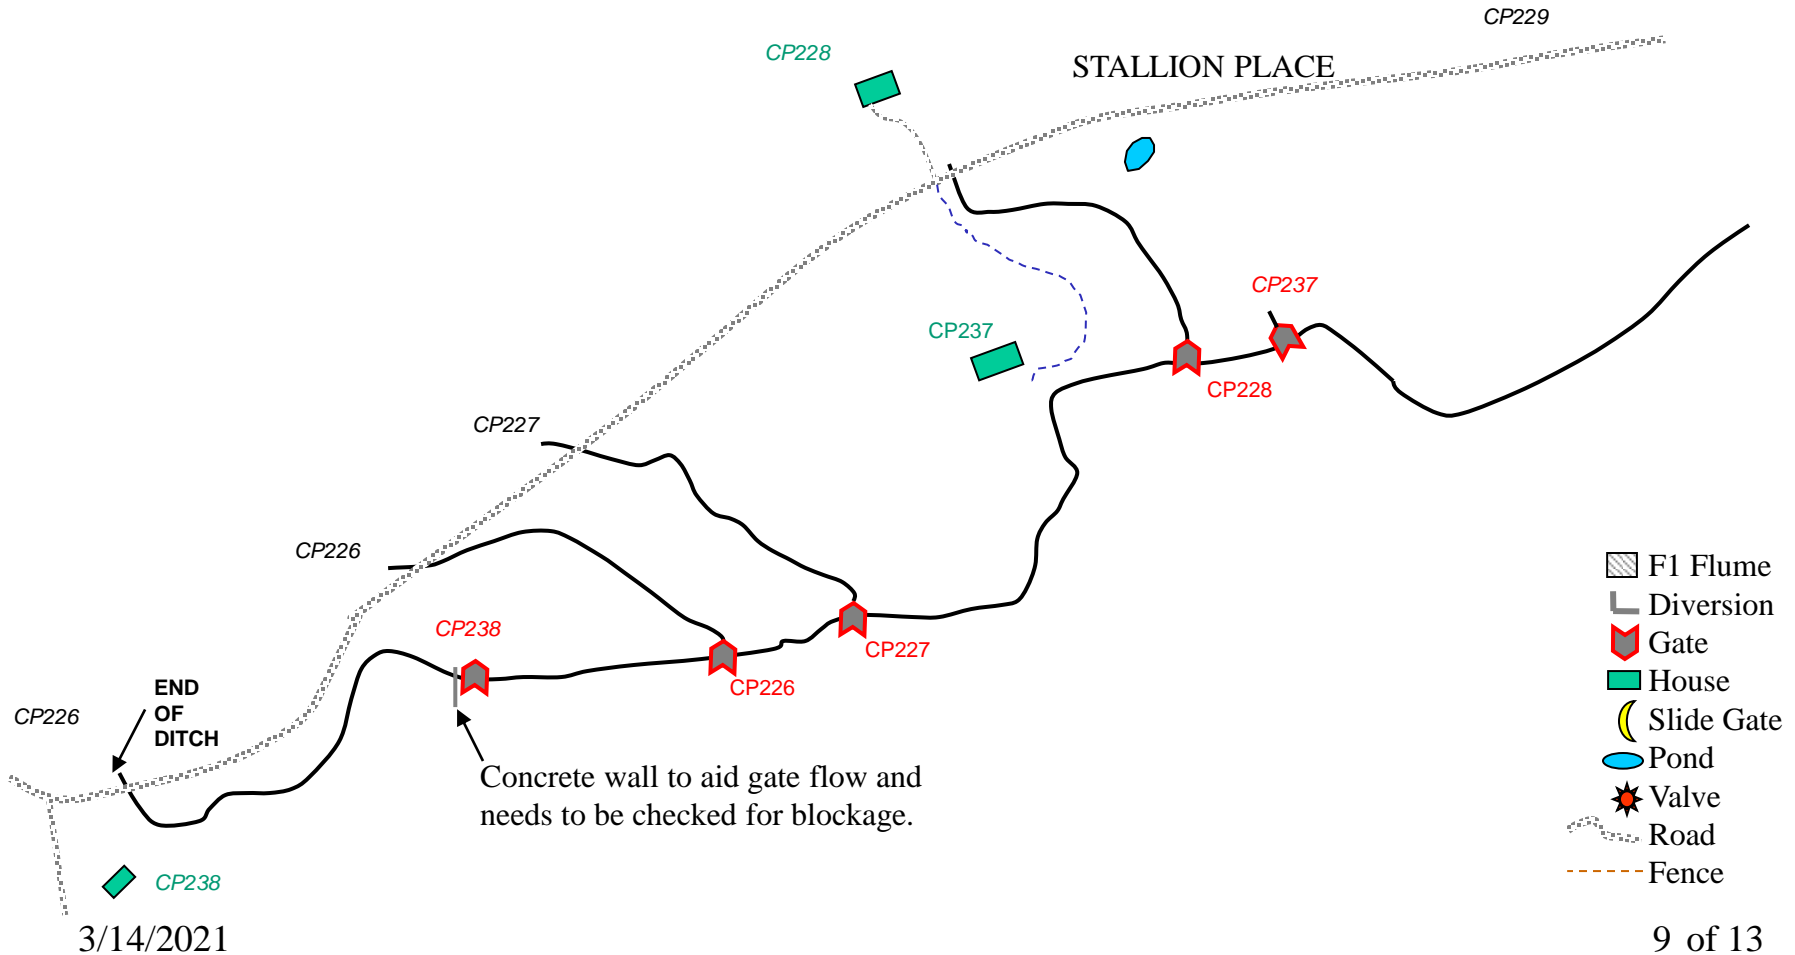 CP229
CP228
STALLION PLACE
CP237
CP237
CP228
CP227
CP226
CP238
CP227
CP226
END
OF
DITCH
CP226
Concrete wall to aid gate flow and
needs to be checked for blockage.
CP238
F1 Flume
Diversion
Gate
House
Slide Gate
Pond
Valve
Road
Fence
3/14/2021
9 of 13